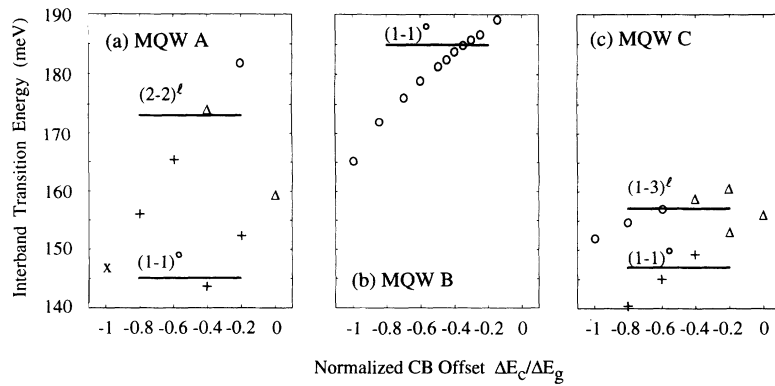 Interband Transition Energy (meV)
190
180
170
160
150
140
(a) MQW A
(2-2)ℓ
(1-1)°
-1 -0.8 -0.6 -0.4 -0.2 0
(1-1)°
(b) MQW B
-1 -0.8 -0.6 -0.4 -0.2 0
(c) MQW C
(1-3)ℓ
(1-1)°
-1 -0.8 -0.6 -0.4 -0.2 0
Normalized CB Offset ΔEc/ΔEg